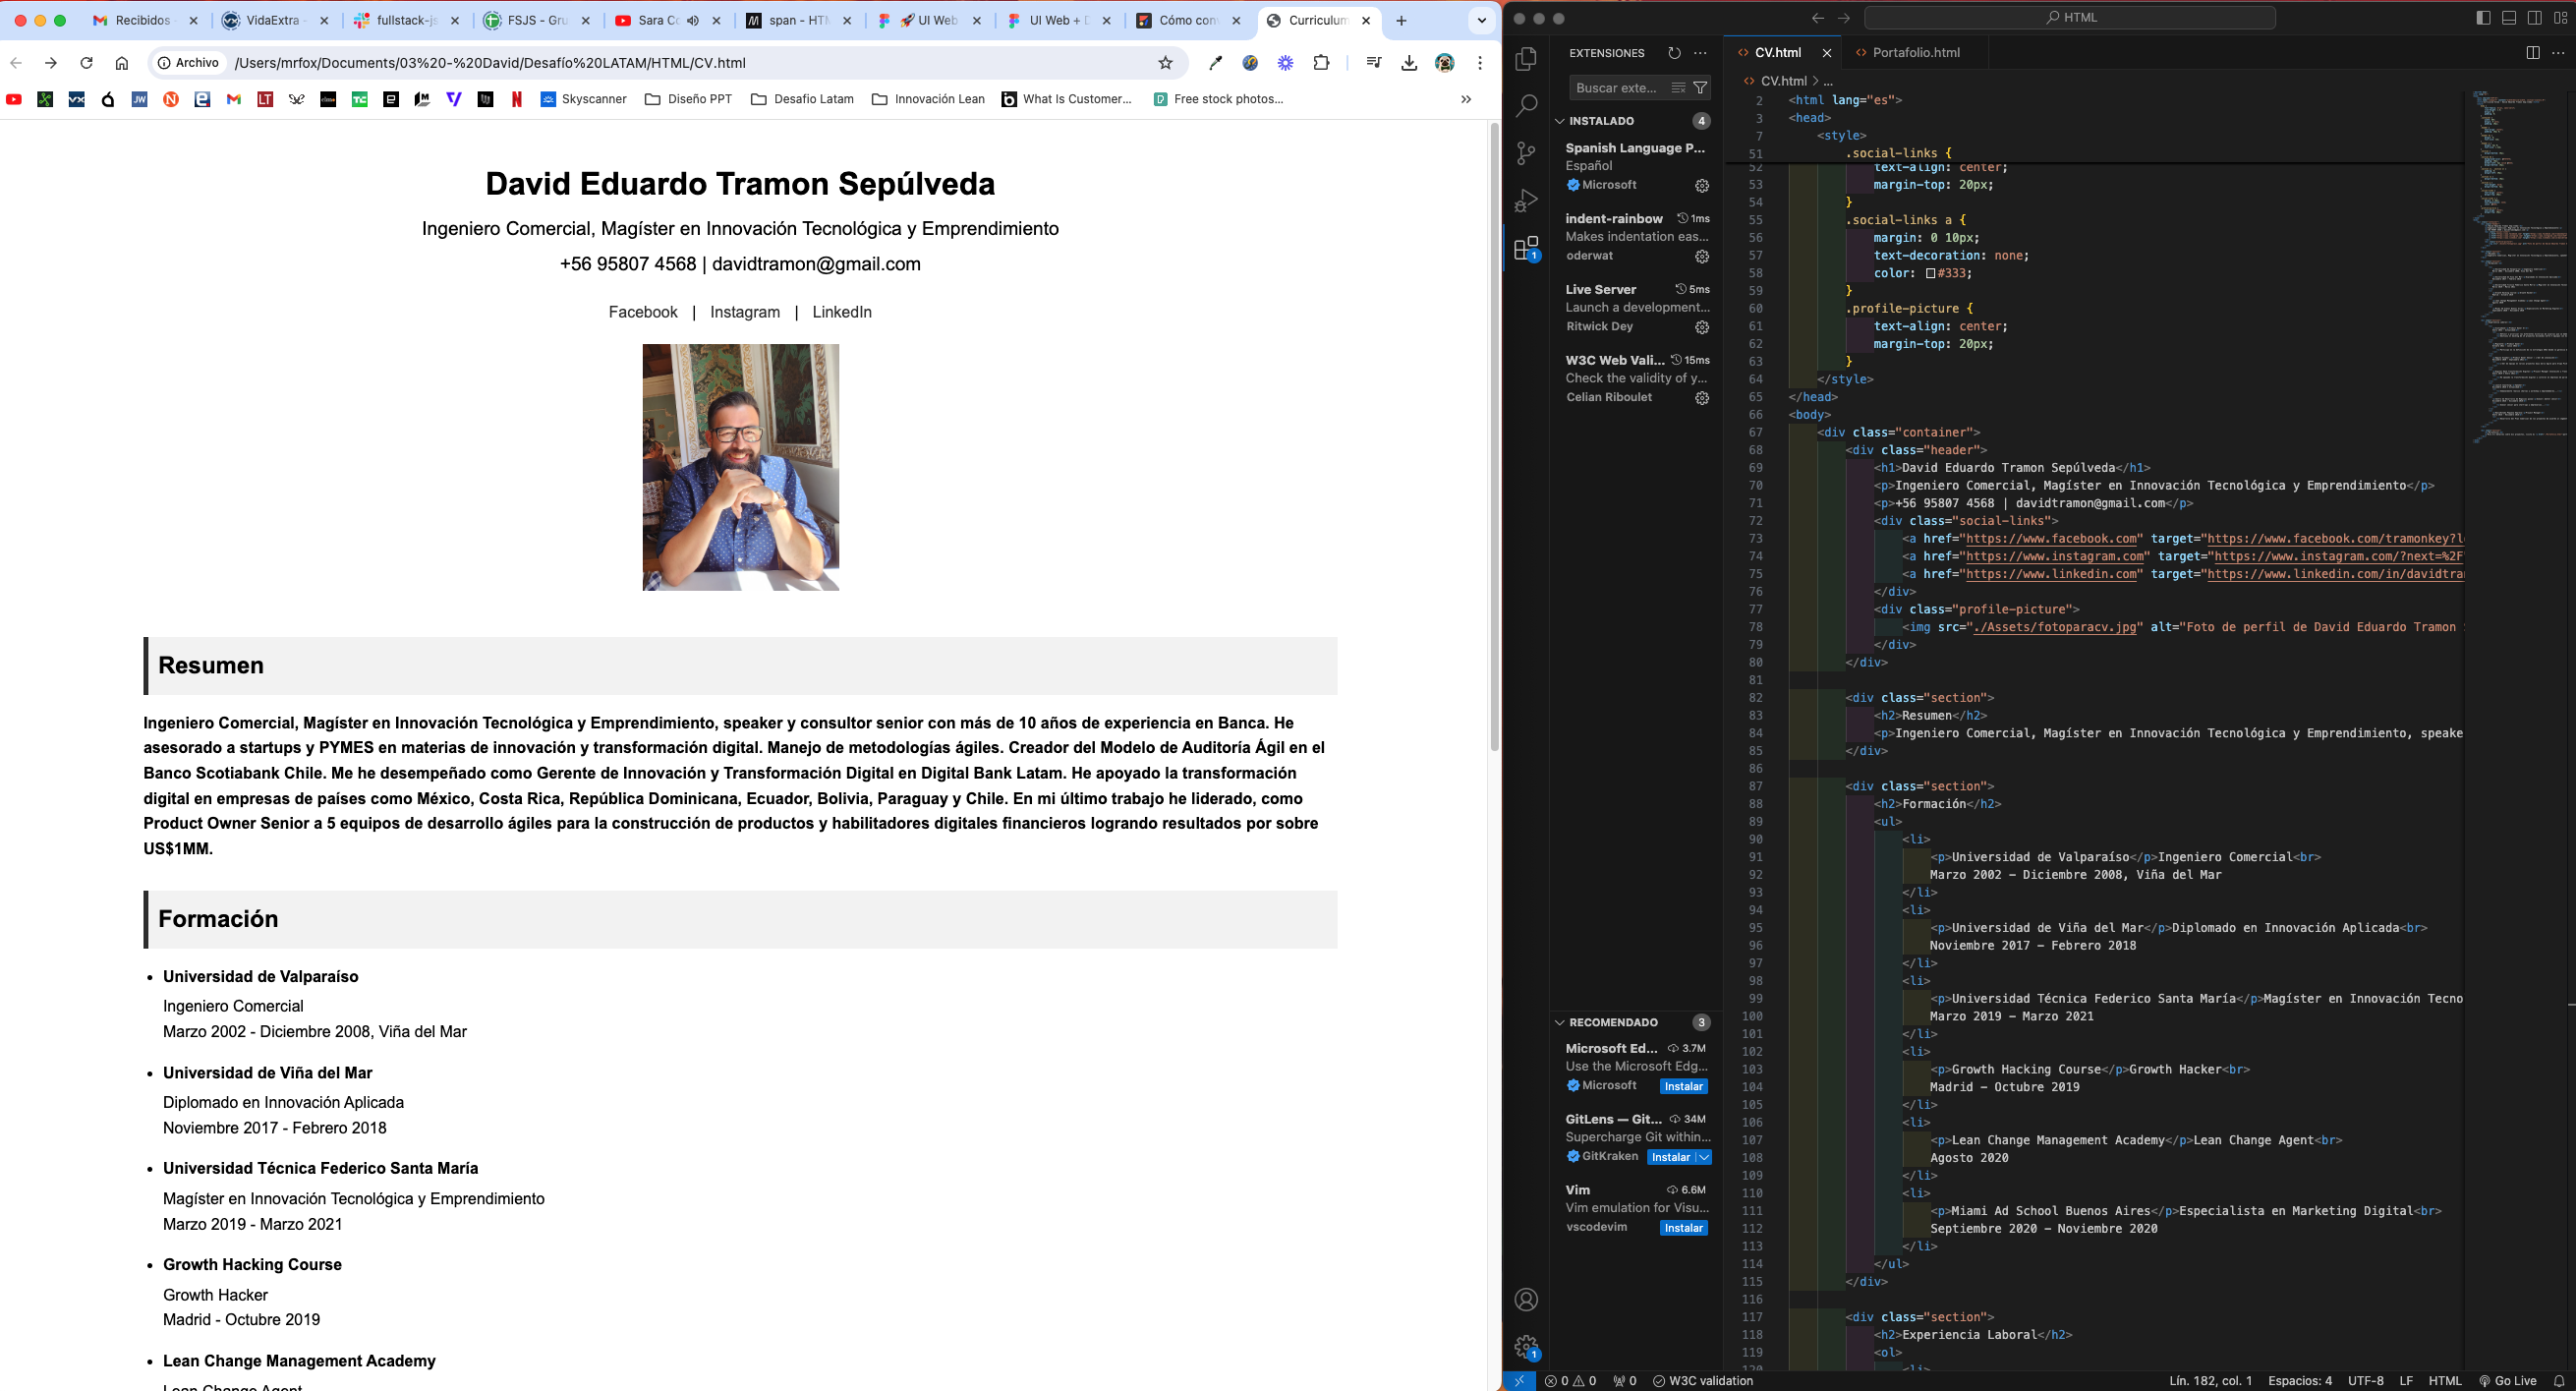 Recibidos
VidaExtra -
fullstack-js
FSJS - Gru
Sara Co
span - HTM
UI Web
UI Web + D
Cómo con
Curriculum
Archivo
/Users/mrfox/Documents/03%20-%20David/Desafío%20LATAM/HTML/CV.html
Skyscanner
Diseño PPT
Desafio Latam
Innovación Lean
What Is Customer...
Free stock photos...
David Eduardo Tramon Sepúlveda
Ingeniero Comercial, Magíster en Innovación Tecnológica y Emprendimiento
+56 95807 4568 | davidtramon@gmail.com
Facebook | Instagram | LinkedIn
Resumen
Ingeniero Comercial, Magíster en Innovación Tecnológica y Emprendimiento, speaker y consultor senior con más de 10 años de experiencia en Banca. He
asesorado a startups y PYMES en materias de innovación y transformación digital. Manejo de metodologías ágiles. Creador del Modelo de Auditoría Ágil en el
Banco Scotiabank Chile. Me he desempeñado como Gerente de Innovación y Transformación Digital en Digital Bank Latam. He apoyado la transformación
digital en empresas de países como México, Costa Rica, República Dominicana, Ecuador, Bolivia, Paraguay y Chile. En mi último trabajo he liderado, como
Product Owner Senior a 5 equipos de desarrollo ágiles para la construcción de productos y habilitadores digitales financieros logrando resultados por sobre
US$1MM.
Formación
• Universidad de Valparaíso
Ingeniero Comercial
Marzo 2002 - Diciembre 2008, Viña del Mar
• Universidad de Viña del Mar
Diplomado en Innovación Aplicada
Noviembre 2017 - Febrero 2018
• Universidad Técnica Federico Santa María
Magíster en Innovación Tecnológica y Emprendimiento
Marzo 2019 - Marzo 2021
• Growth Hacking Course
Growth Hacker
Madrid - Octubre 2019
• Lean Change Management Academy
Lean Change Agent
HTML
EXTENSIONES
Buscar exte...
INSTALADO 4
Spanish Language P...
Español
Microsoft
indent-rainbow 1ms
Makes indentation eas...
oderwat
Live Server 5ms
Launch a development...
Ritwick Dey
W3C Web Vali... 15ms
Check the validity of y...
Celian Riboulet
RECOMENDADO 3
Microsoft Ed... 3.7M
Use the Microsoft Edg...
Microsoft Instalar
GitLens — Git... 34M
Supercharge Git within...
GitKraken Instalar
Vim 6.6M
Vim emulation for Visu...
vscodevim Instalar
1
1
CV.html
Portafolio.html
CV.html > ...
2 <html lang="es">
3 <head>
7 <style>
51 .social-links {
52 text-align: center;
53 margin-top: 20px;
54 }
55 .social-links a {
56 margin: 0 10px;
57 text-decoration: none;
58 color: #333;
59 }
60 .profile-picture {
61 text-align: center;
62 margin-top: 20px;
63 }
64 </style>
65 </head>
66 <body>
67 <div class="container">
68 <div class="header">
69 <h1>David Eduardo Tramon Sepúlveda</h1>
70 <p>Ingeniero Comercial, Magíster en Innovación Tecnológica y Emprendimiento</p>
71 <p>+56 95807 4568 | davidtramon@gmail.com</p>
72 <div class="social-links">
73 <a href="https://www.facebook.com" target="https://www.facebook.com/tramonkey?l
74 <a href="https://www.instagram.com" target="https://www.instagram.com/?next=%2F
75 <a href="https://www.linkedin.com" target="https://www.linkedin.com/in/davidtra
76 </div>
77 <div class="profile-picture">
78 <img src="./Assets/fotoparacv.jpg" alt="Foto de perfil de David Eduardo Tramon
79 </div>
80 </div>
81
82 <div class="section">
83 <h2>Resumen</h2>
84 <p>Ingeniero Comercial, Magíster en Innovación Tecnológica y Emprendimiento, speake
85 </div>
86
87 <div class="section">
88 <h2>Formación</h2>
89 <ul>
90 <li>
91 <p>Universidad de Valparaíso</p>Ingeniero Comercial<br>
92 Marzo 2002 - Diciembre 2008, Viña del Mar
93 </li>
94 <li>
95 <p>Universidad de Viña del Mar</p>Diplomado en Innovación Aplicada<br>
96 Noviembre 2017 - Febrero 2018
97 </li>
98 <li>
99 <p>Universidad Técnica Federico Santa María</p>Magíster en Innovación Tecno
100 Marzo 2019 - Marzo 2021
101 </li>
102 <li>
103 <p>Growth Hacking Course</p>Growth Hacker<br>
104 Madrid - Octubre 2019
105 </li>
106 <li>
107 <p>Lean Change Management Academy</p>Lean Change Agent<br>
108 Agosto 2020
109 </li>
110 <li>
111 <p>Miami Ad School Buenos Aires</p>Especialista en Marketing Digital<br>
112 Septiembre 2020 - Noviembre 2020
113 </li>
114 </ul>
115 </div>
116
117 <div class="section">
118 <h2>Experiencia Laboral</h2>
119 <ol>
120 <li>
0 0 0 W3C validation
Lín. 182, col. 1 Espacios: 4 UTF-8 LF HTML Go Live